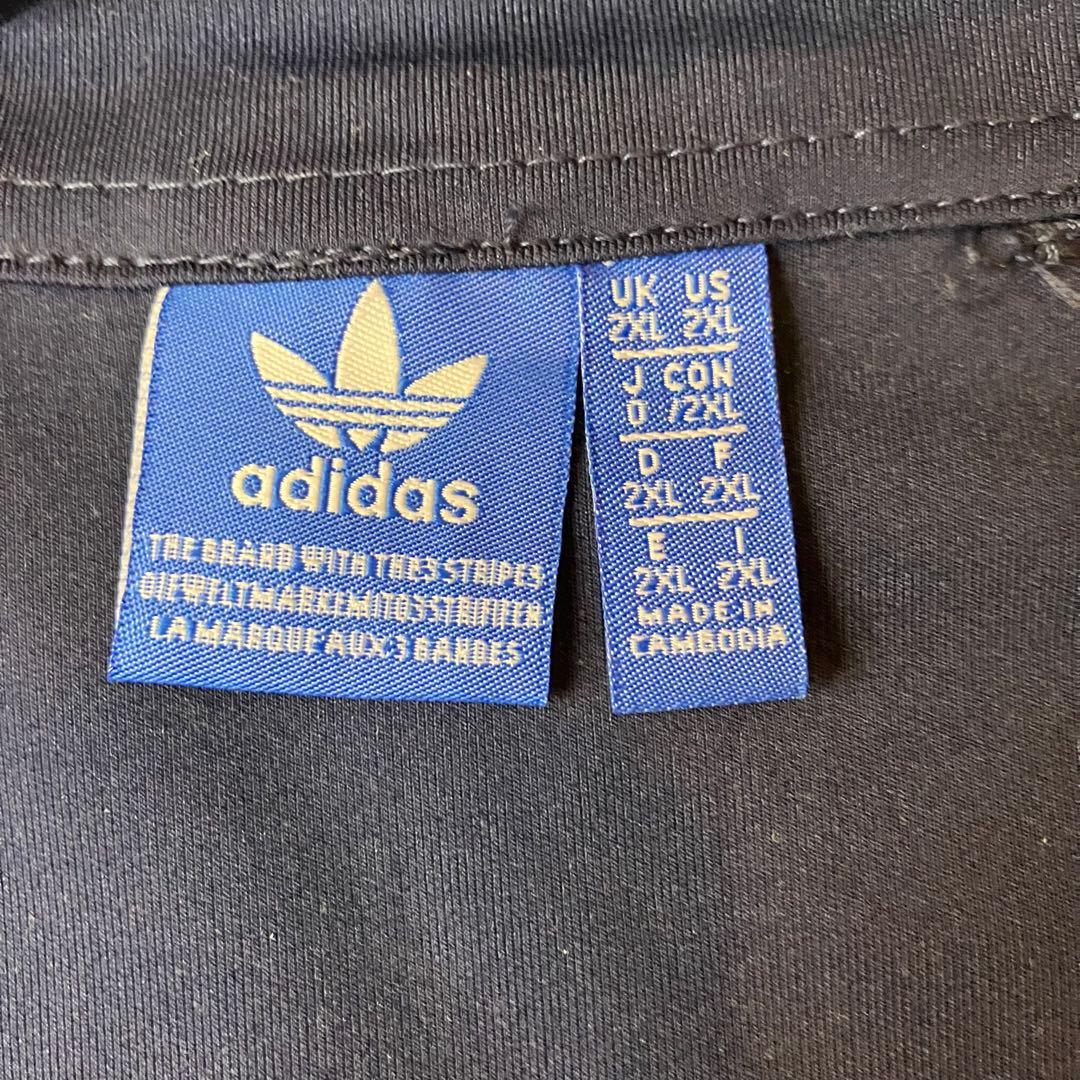 adidas
THE BRAND WITH THE 3 STRIPES
DIE WELTMARKE MIT DEN 3 STREIFEN
LA MARQUE AUX 3 BANDES
UK US
2XL 2XL
J CDN
O /2XL
D F
2XL 2XL
E I
2XL 2XL
MADE IN
CAMBODIA